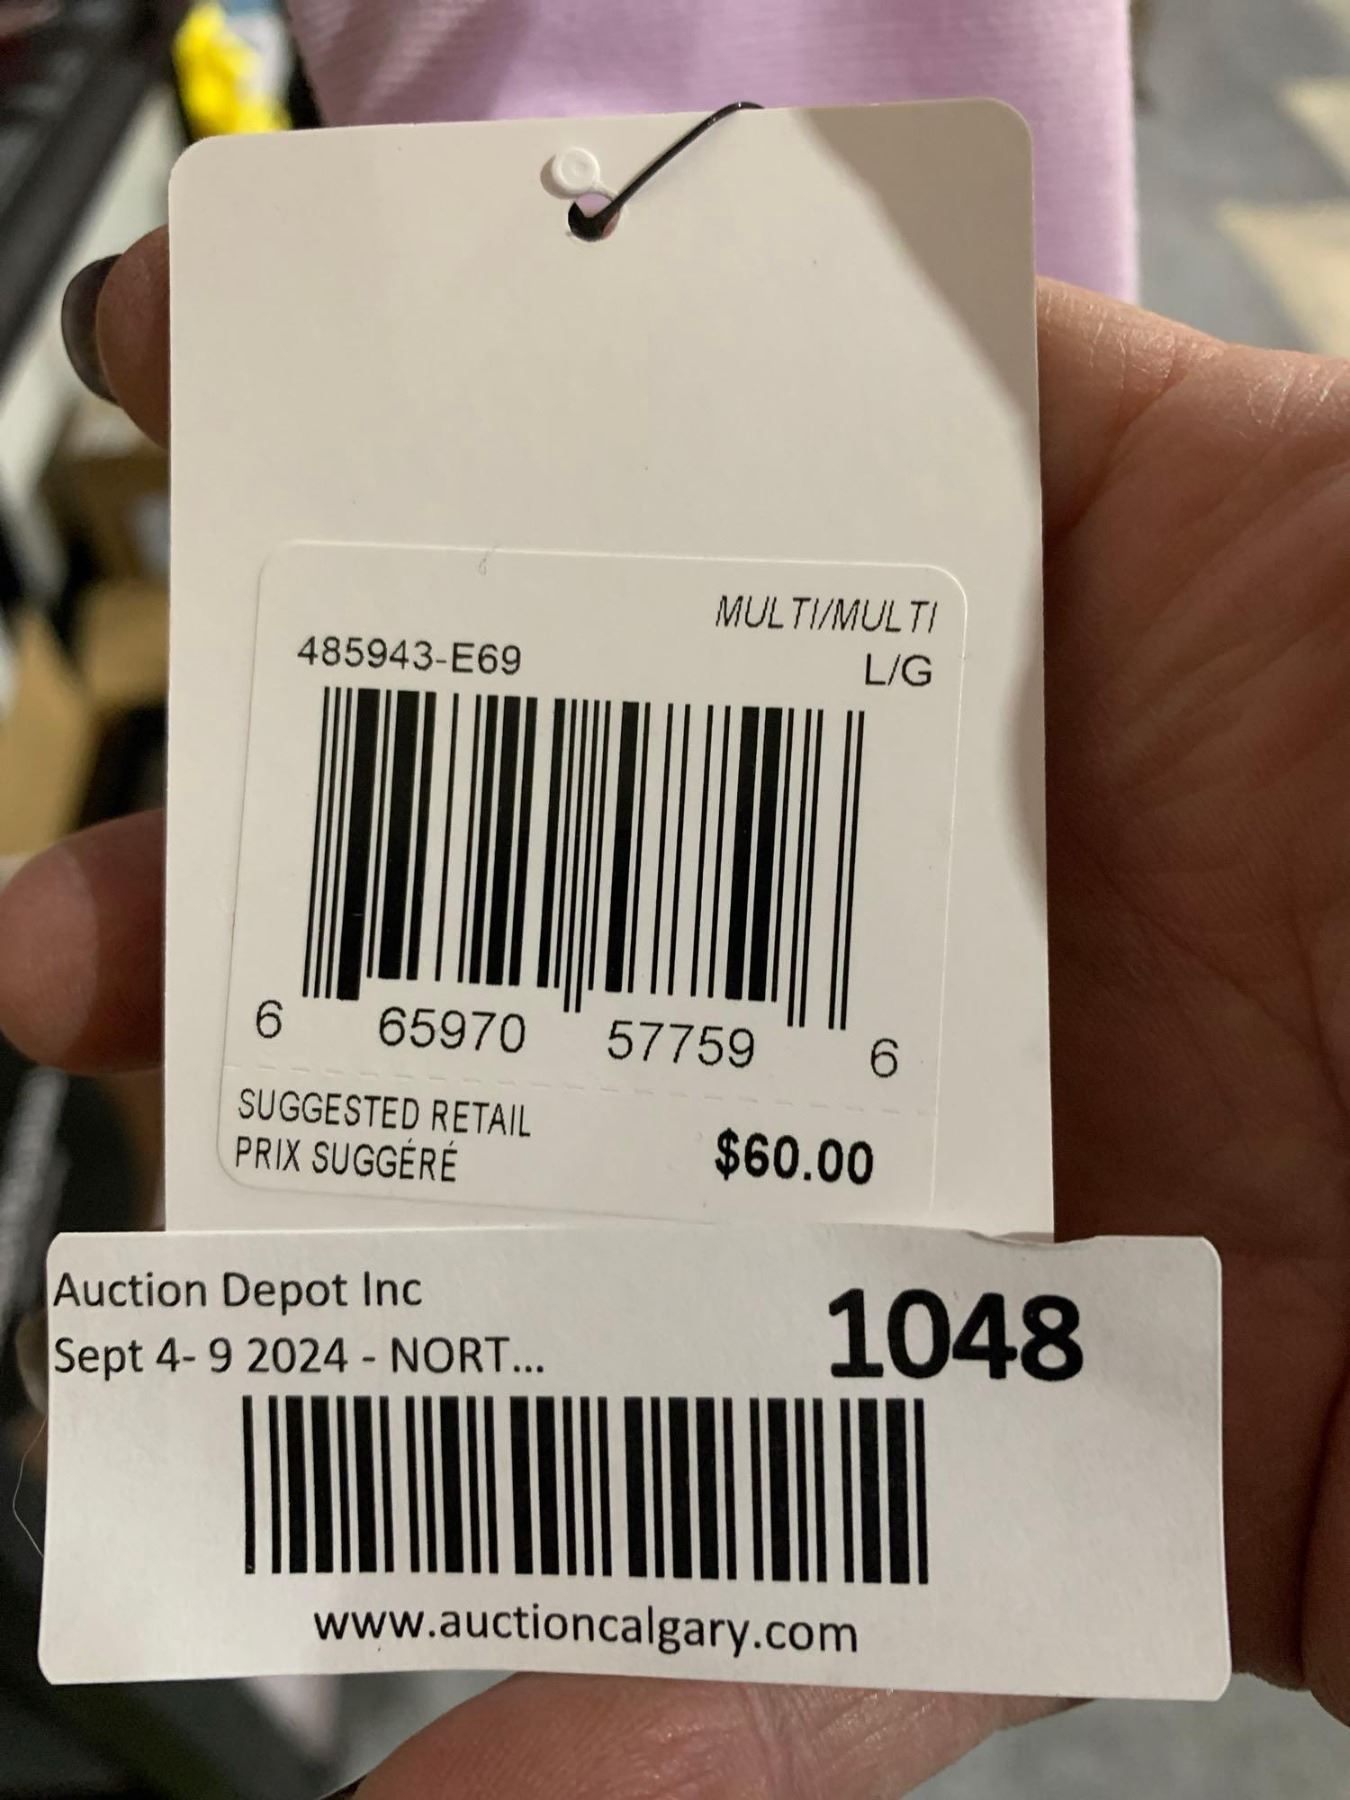 MULTI/MULTI
485943-E69
L/G
6 65970 57759 6
SUGGESTED RETAIL
PRIX SUGGÉRÉ
$60.00
Auction Depot Inc
1048
Sept 4- 9 2024 - NORT...
www.auctioncalgary.com